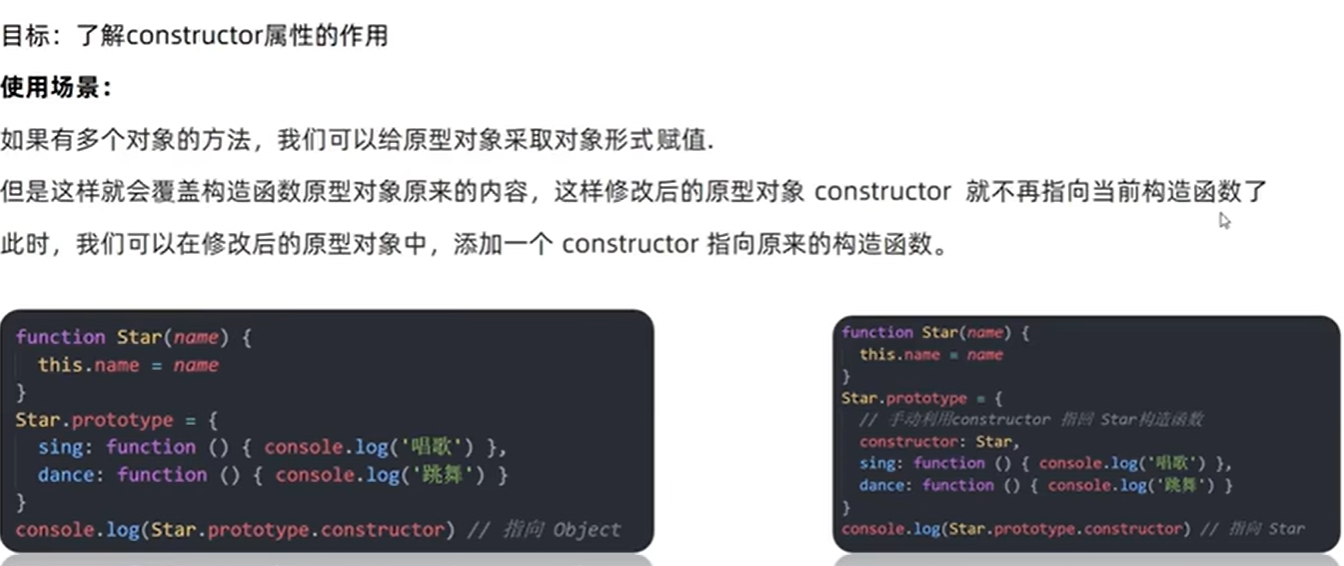 目标：了解constructor属性的作用
使用场景：
如果有多个对象的方法，我们可以给原型对象采取对象形式赋值.
但是这样就会覆盖构造函数原型对象原来的内容，这样修改后的原型对象 constructor 就不再指向当前构造函数了
此时，我们可以在修改后的原型对象中，添加一个 constructor 指向原来的构造函数。
function Star(name) {
  this.name = name
}
Star.prototype = {
  sing: function () { console.log('唱歌') },
  dance: function () { console.log('跳舞') }
}
console.log(Star.prototype.constructor) // 指向 Object
function Star(name) {
  this.name = name
}
Star.prototype = {
  // 手动利用constructor 指回 Star构造函数
  constructor: Star,
  sing: function () { console.log('唱歌') },
  dance: function () { console.log('跳舞') }
}
console.log(Star.prototype.constructor) // 指向 Star